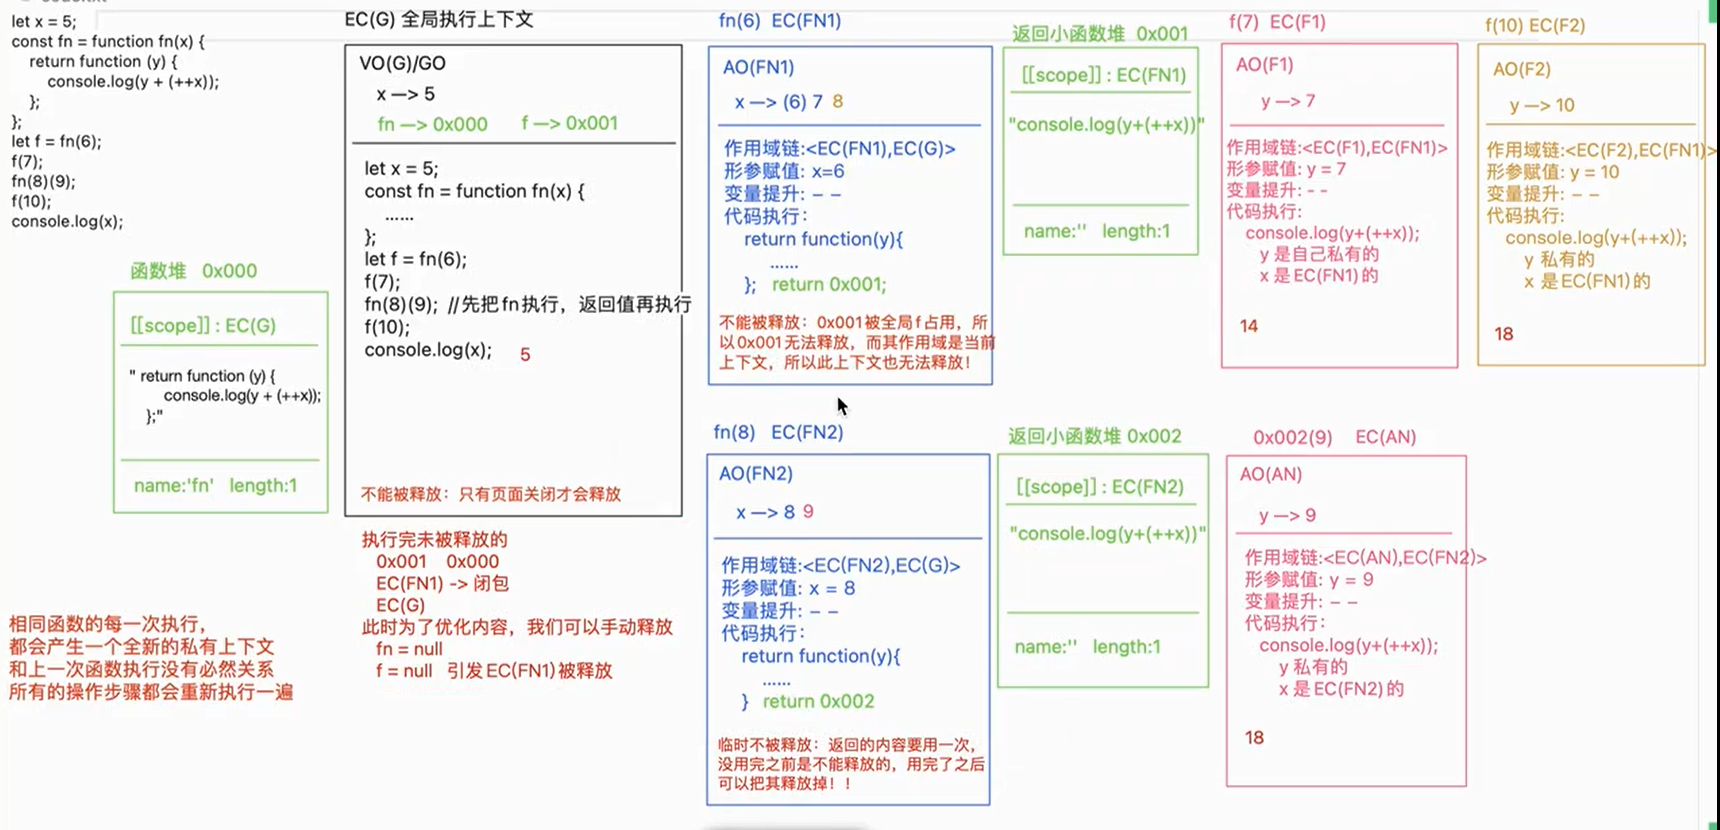 let x = 5;
const fn = function fn(x) {
return function (y) {
console.log(y + (++x));
};
};
let f = fn(6);
f(7);
fn(8)(9);
f(10);
console.log(x);
函数堆 0x000
[[scope]] : EC(G)
" return function (y) {
console.log(y + (++x));
};"
name:'fn' length:1
相同函数的每一次执行，
都会产生一个全新的私有上下文
和上一次函数执行没有必然关系
所有的操作步骤都会重新执行一遍
EC(G) 全局执行上下文
VO(G)/GO
x —> 5
fn —> 0x000 f —> 0x001
let x = 5;
const fn = function fn(x) {
......
};
let f = fn(6);
f(7);
fn(8)(9); //先把fn执行，返回值再执行
f(10);
console.log(x); 5
不能被释放：只有页面关闭才会释放
执行完未被释放的
0x001 0x000
EC(FN1) -> 闭包
EC(G)
此时为了优化内容，我们可以手动释放
fn = null
f = null 引发EC(FN1)被释放
fn(6) EC(FN1)
AO(FN1)
x —> (6) 7 8
作用域链:<EC(FN1),EC(G)>
形参赋值: x=6
变量提升: – –
代码执行：
return function(y){
......
}; return 0x001;
不能被释放：0x001被全局f占用，所
以0x001无法释放，而其作用域是当前
上下文，所以此上下文也无法释放！
返回小函数堆 0x001
[[scope]] : EC(FN1)
"console.log(y+(++x))"
name:'' length:1
f(7) EC(F1)
AO(F1)
y —> 7
作用域链:<EC(F1),EC(FN1)>
形参赋值: y = 7
变量提升: - -
代码执行:
console.log(y+(++x));
y 是自己私有的
x 是EC(FN1)的
14
f(10) EC(F2)
AO(F2)
y —> 10
作用域链:<EC(F2),EC(FN1)>
形参赋值: y = 10
变量提升: – –
代码执行:
console.log(y+(++x));
y 私有的
x 是EC(FN1)的
18
fn(8) EC(FN2)
AO(FN2)
x —> 8 9
作用域链:<EC(FN2),EC(G)>
形参赋值: x = 8
变量提升: – –
代码执行：
return function(y){
......
} return 0x002
临时不被释放：返回的内容要用一次，
没用完之前是不能释放的，用完了之后
可以把其释放掉！！
返回小函数堆 0x002
[[scope]] : EC(FN2)
"console.log(y+(++x))"
name:'' length:1
0x002(9) EC(AN)
AO(AN)
y —> 9
作用域链:<EC(AN),EC(FN2)>
形参赋值: y = 9
变量提升: – –
代码执行：
console.log(y+(++x));
y 私有的
x 是EC(FN2)的
18